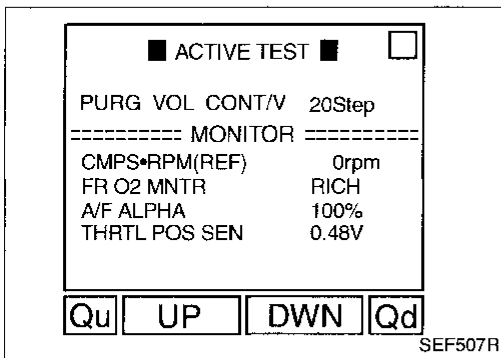 ■ ACTIVE TEST ■
PURG VOL CONT/V 20Step
========== MONITOR ==========
CMPS•RPM(REF) 0rpm
FR O2 MNTR RICH
A/F ALPHA 100%
THRTL POS SEN 0.48V
Qu UP DWN Qd
SEF507R